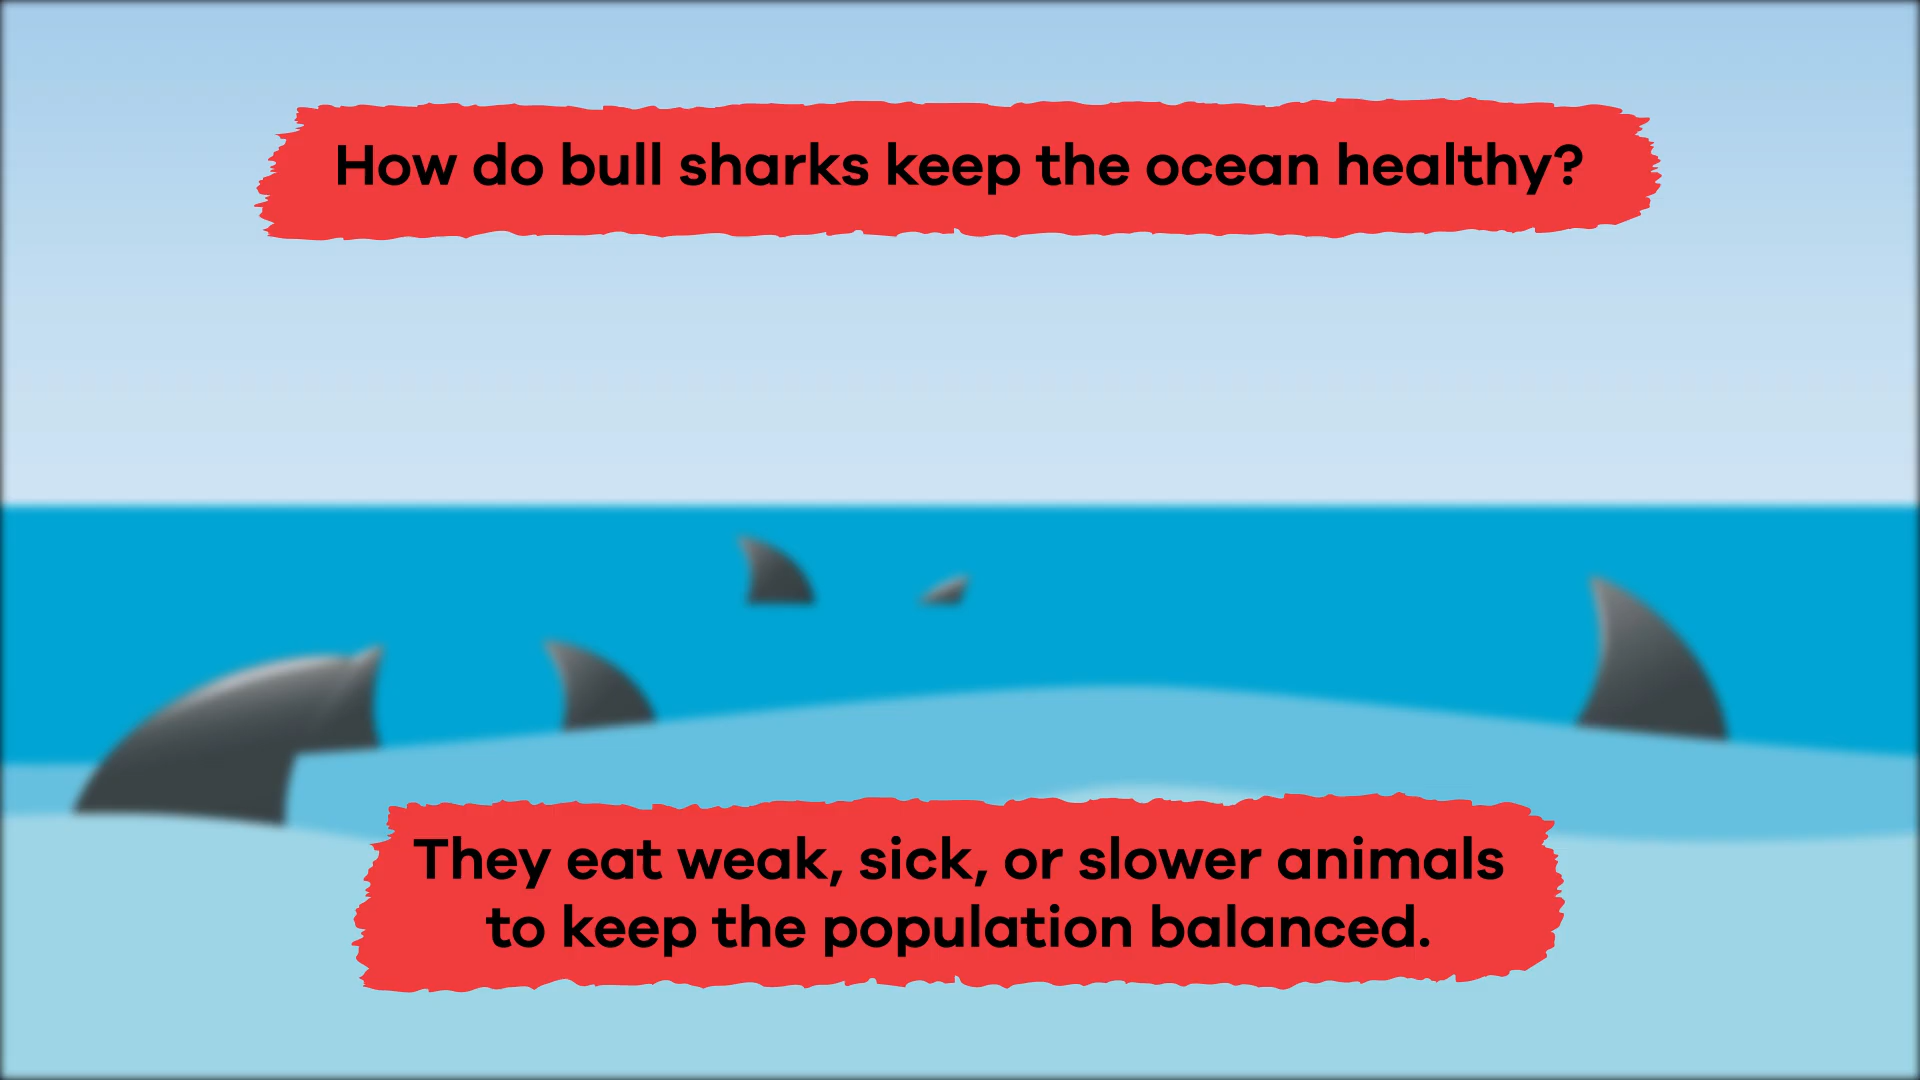 How do bull sharks keep the ocean healthy?
They eat weak, sick, or slower animals
to keep the population balanced.